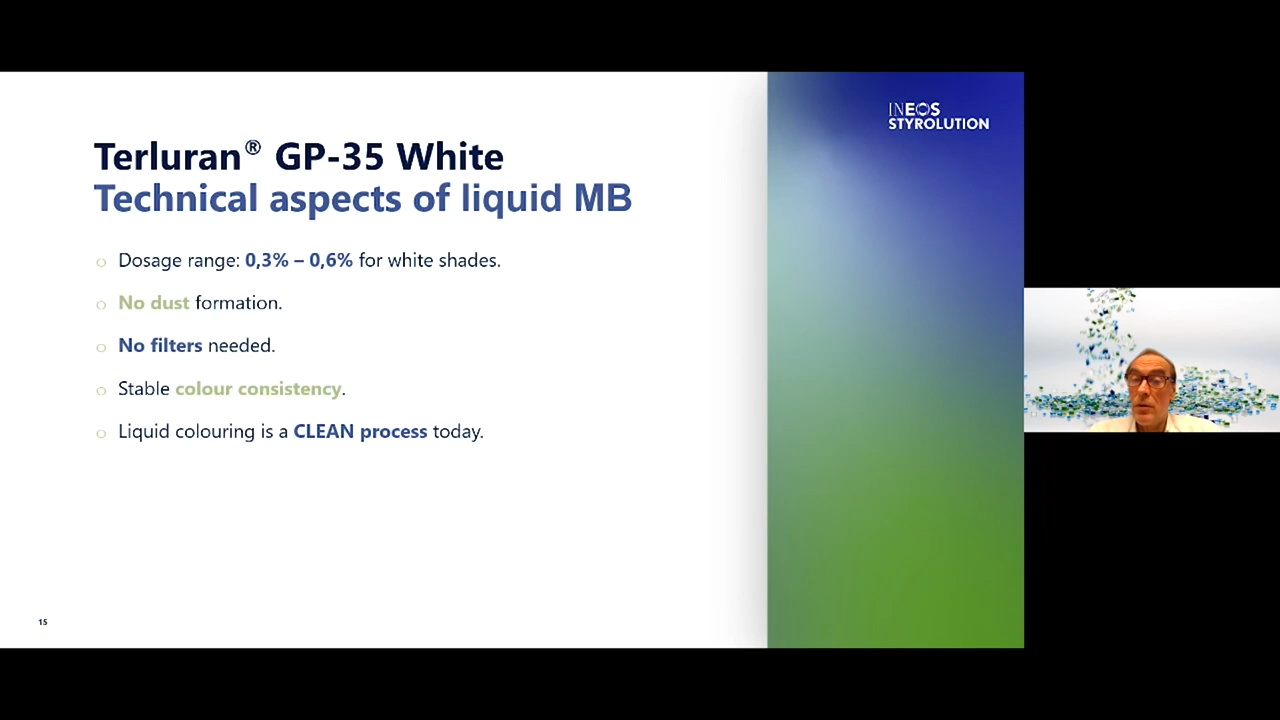 INEOS
STYROLUTION
Terluran® GP-35 White
Technical aspects of liquid MB
o Dosage range: 0,3% – 0,6% for white shades.
o No dust formation.
o No filters needed.
o Stable colour consistency.
o Liquid colouring is a CLEAN process today.
15